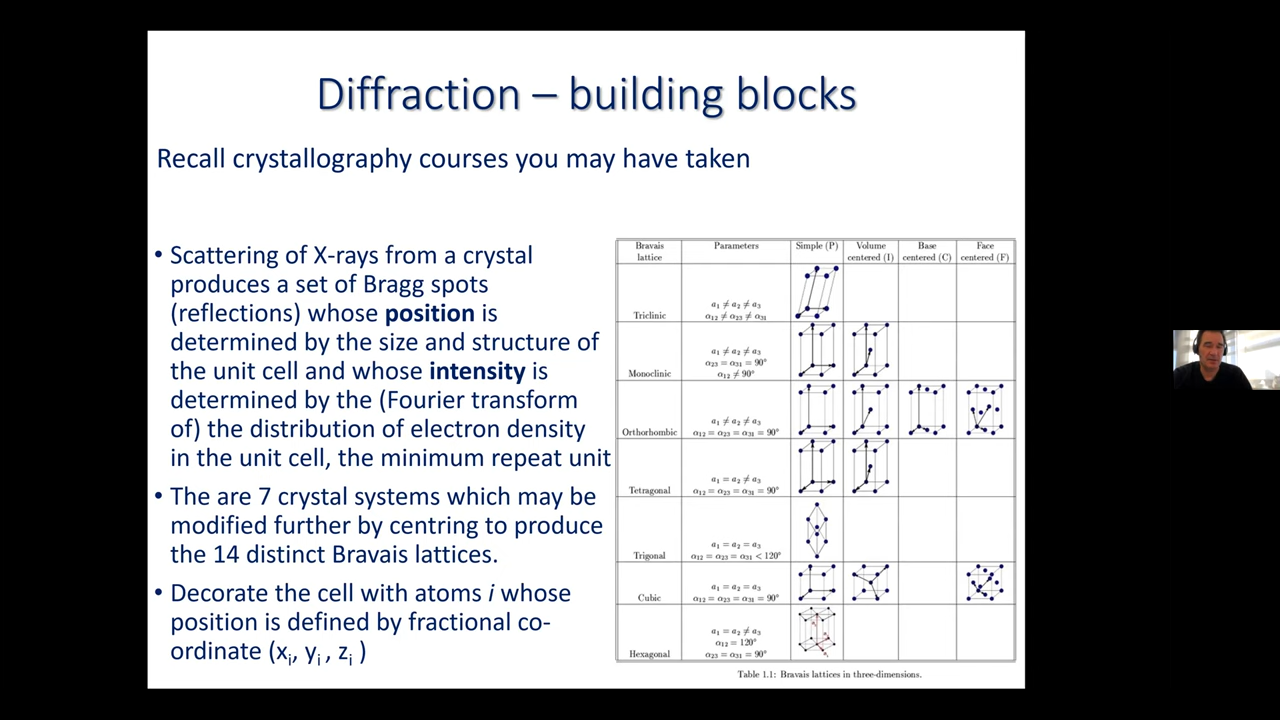 Diffraction – building blocks
Recall crystallography courses you may have taken
• Scattering of X-rays from a crystal
produces a set of Bragg spots
(reflections) whose position is
determined by the size and structure of
the unit cell and whose intensity is
determined by the (Fourier transform
of) the distribution of electron density
in the unit cell, the minimum repeat unit
• The are 7 crystal systems which may be
modified further by centring to produce
the 14 distinct Bravais lattices.
• Decorate the cell with atoms i whose
position is defined by fractional co-
ordinate (xᵢ, yᵢ , zᵢ )
Bravais lattice Parameters Simple (P) Volume centered (I) Base centered (C) Face centered (F)
Triclinic
a₁ ≠ a₂ ≠ a₃
α₁₂ ≠ α₂₃ ≠ α₃₁
Monoclinic
a₁ ≠ a₂ ≠ a₃
α₂₃ = α₃₁ = 90°
α₁₂ ≠ 90°
Orthorhombic
a₁ ≠ a₂ ≠ a₃
α₁₂ = α₂₃ = α₃₁ = 90°
Tetragonal
a₁ = a₂ ≠ a₃
α₁₂ = α₂₃ = α₃₁ = 90°
Trigonal
a₁ = a₂ = a₃
α₁₂ = α₂₃ = α₃₁ < 120°
Cubic
a₁ = a₂ = a₃
α₁₂ = α₂₃ = α₃₁ = 90°
Hexagonal
a₁ = a₂ ≠ a₃
α₁₂ = 120°
α₂₃ = α₃₁ = 90°
Table 1.1: Bravais lattices in three-dimensions.